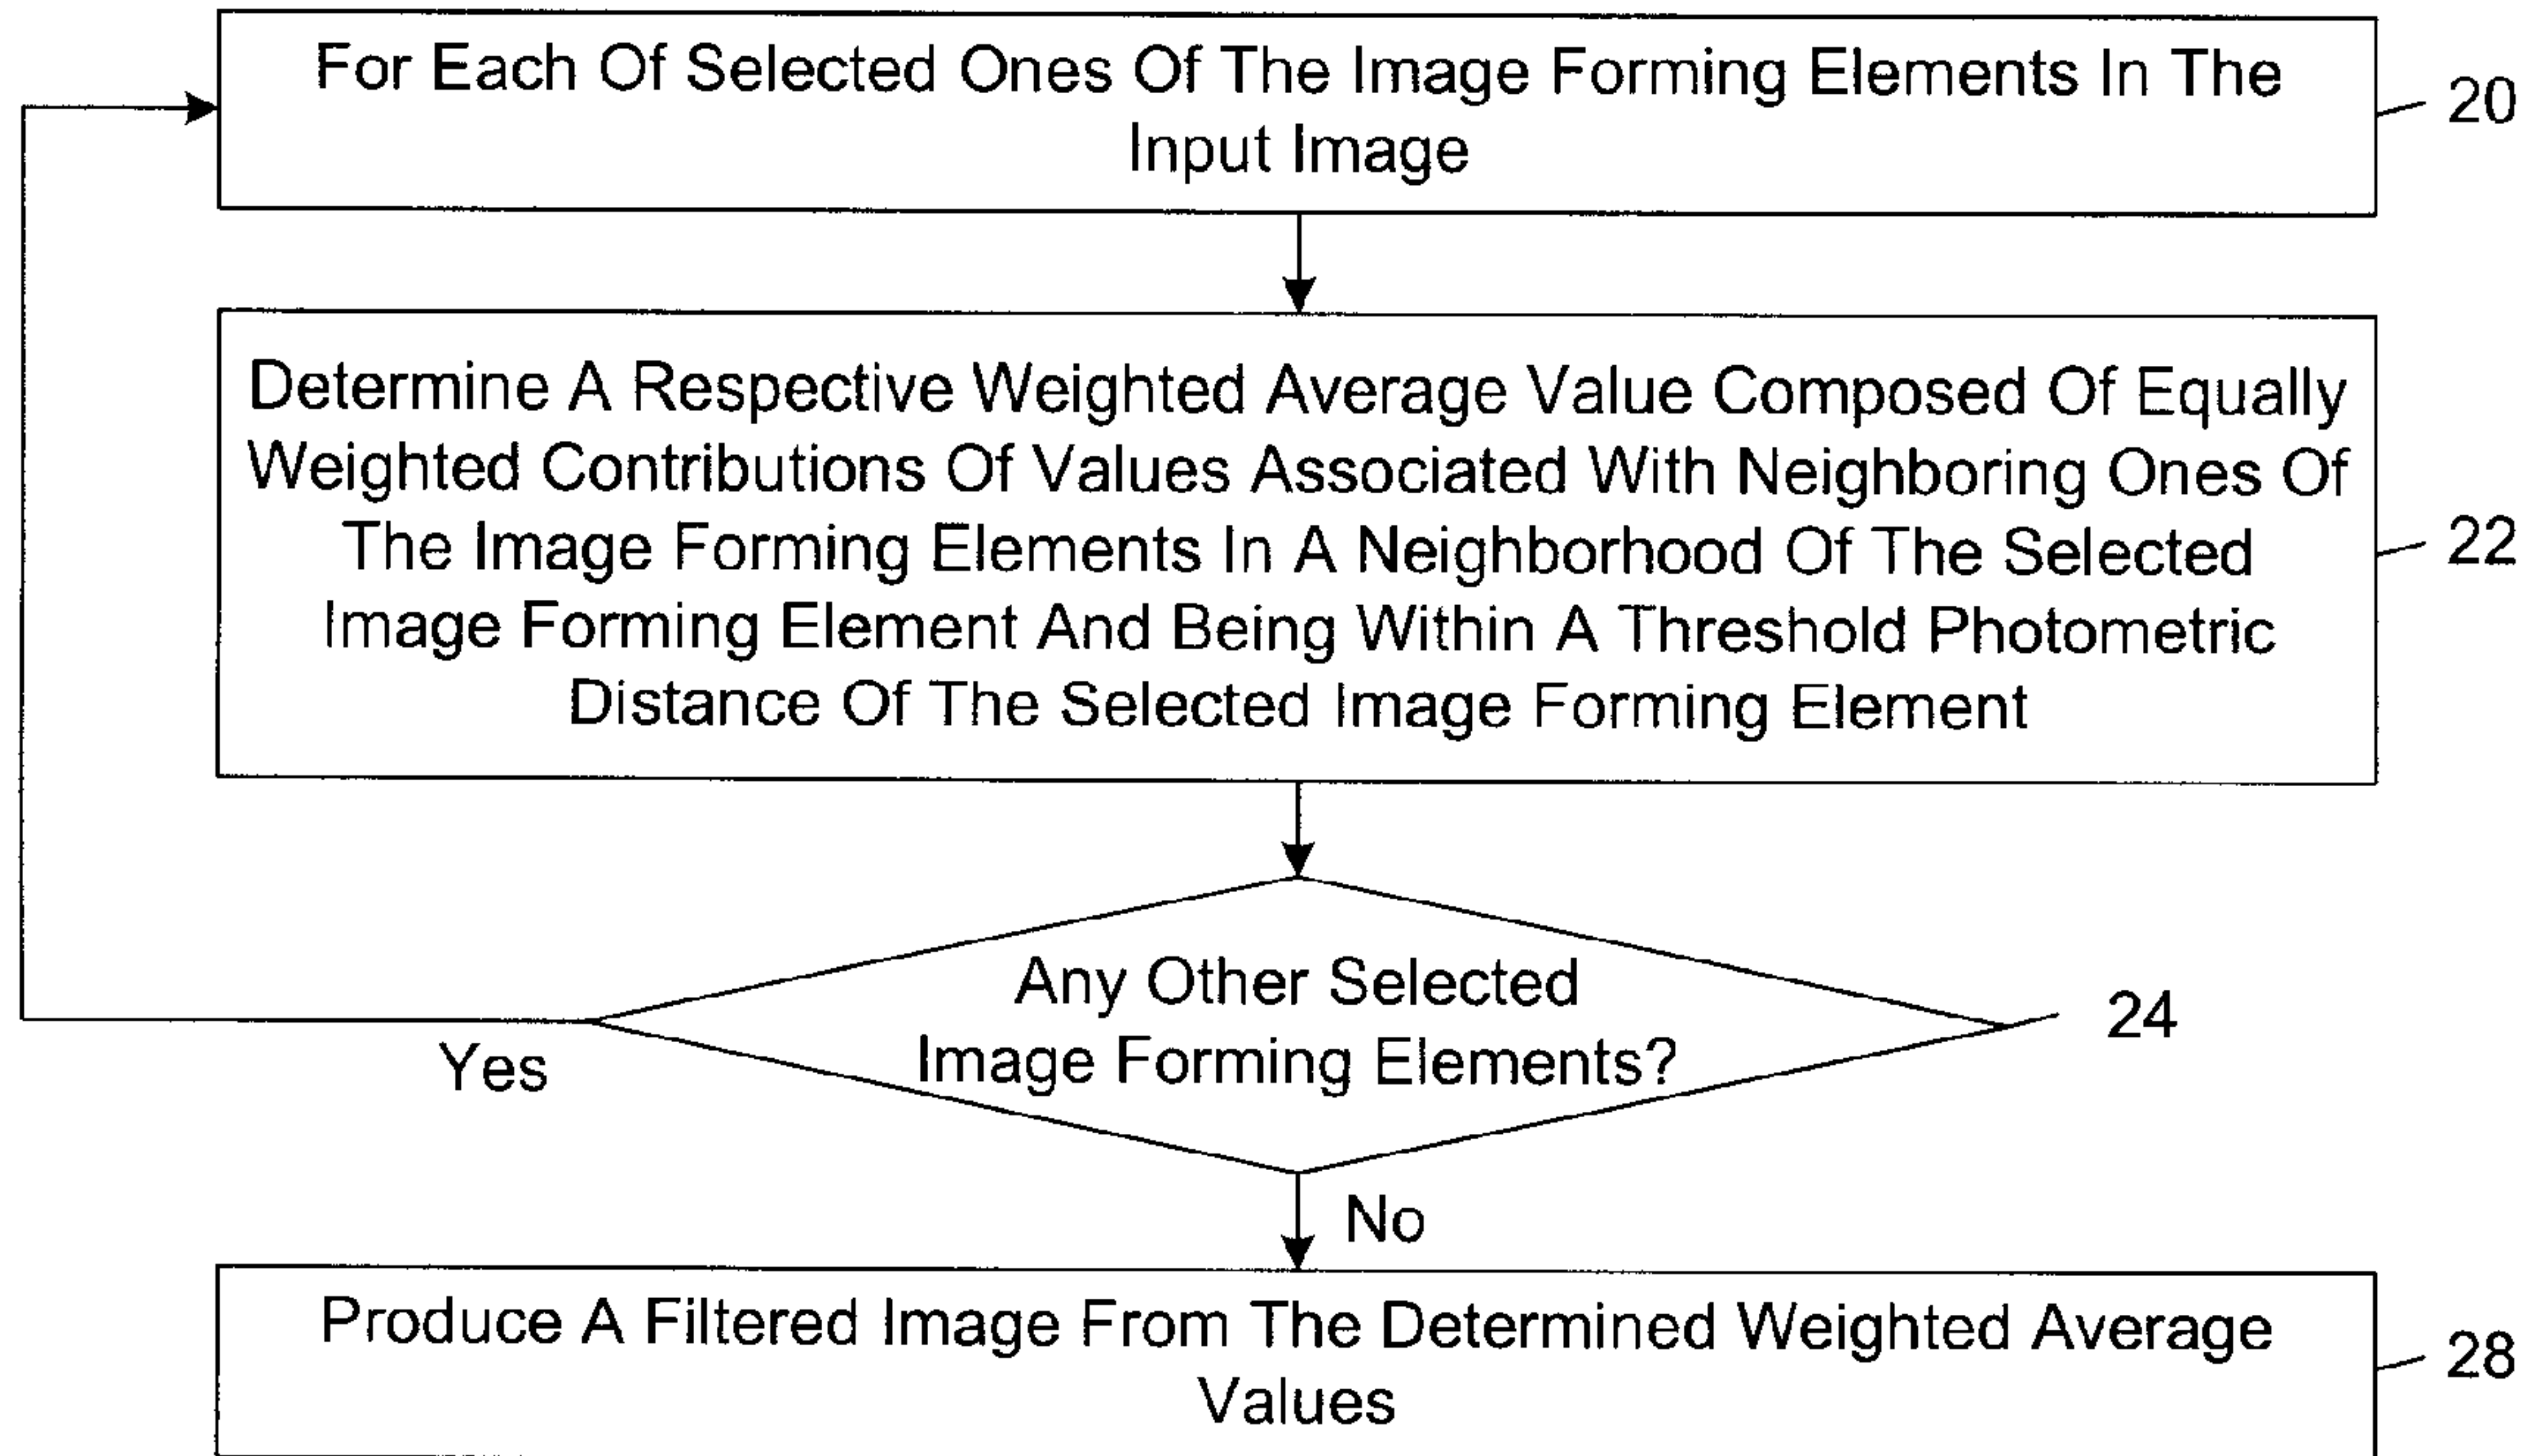 For Each Of Selected Ones Of The Image Forming Elements In The
Input Image
20
Determine A Respective Weighted Average Value Composed Of Equally
Weighted Contributions Of Values Associated With Neighboring Ones Of
The Image Forming Elements In A Neighborhood Of The Selected
Image Forming Element And Being Within A Threshold Photometric
Distance Of The Selected Image Forming Element
22
Any Other Selected
Image Forming Elements?
24
Yes
No
Produce A Filtered Image From The Determined Weighted Average
Values
28